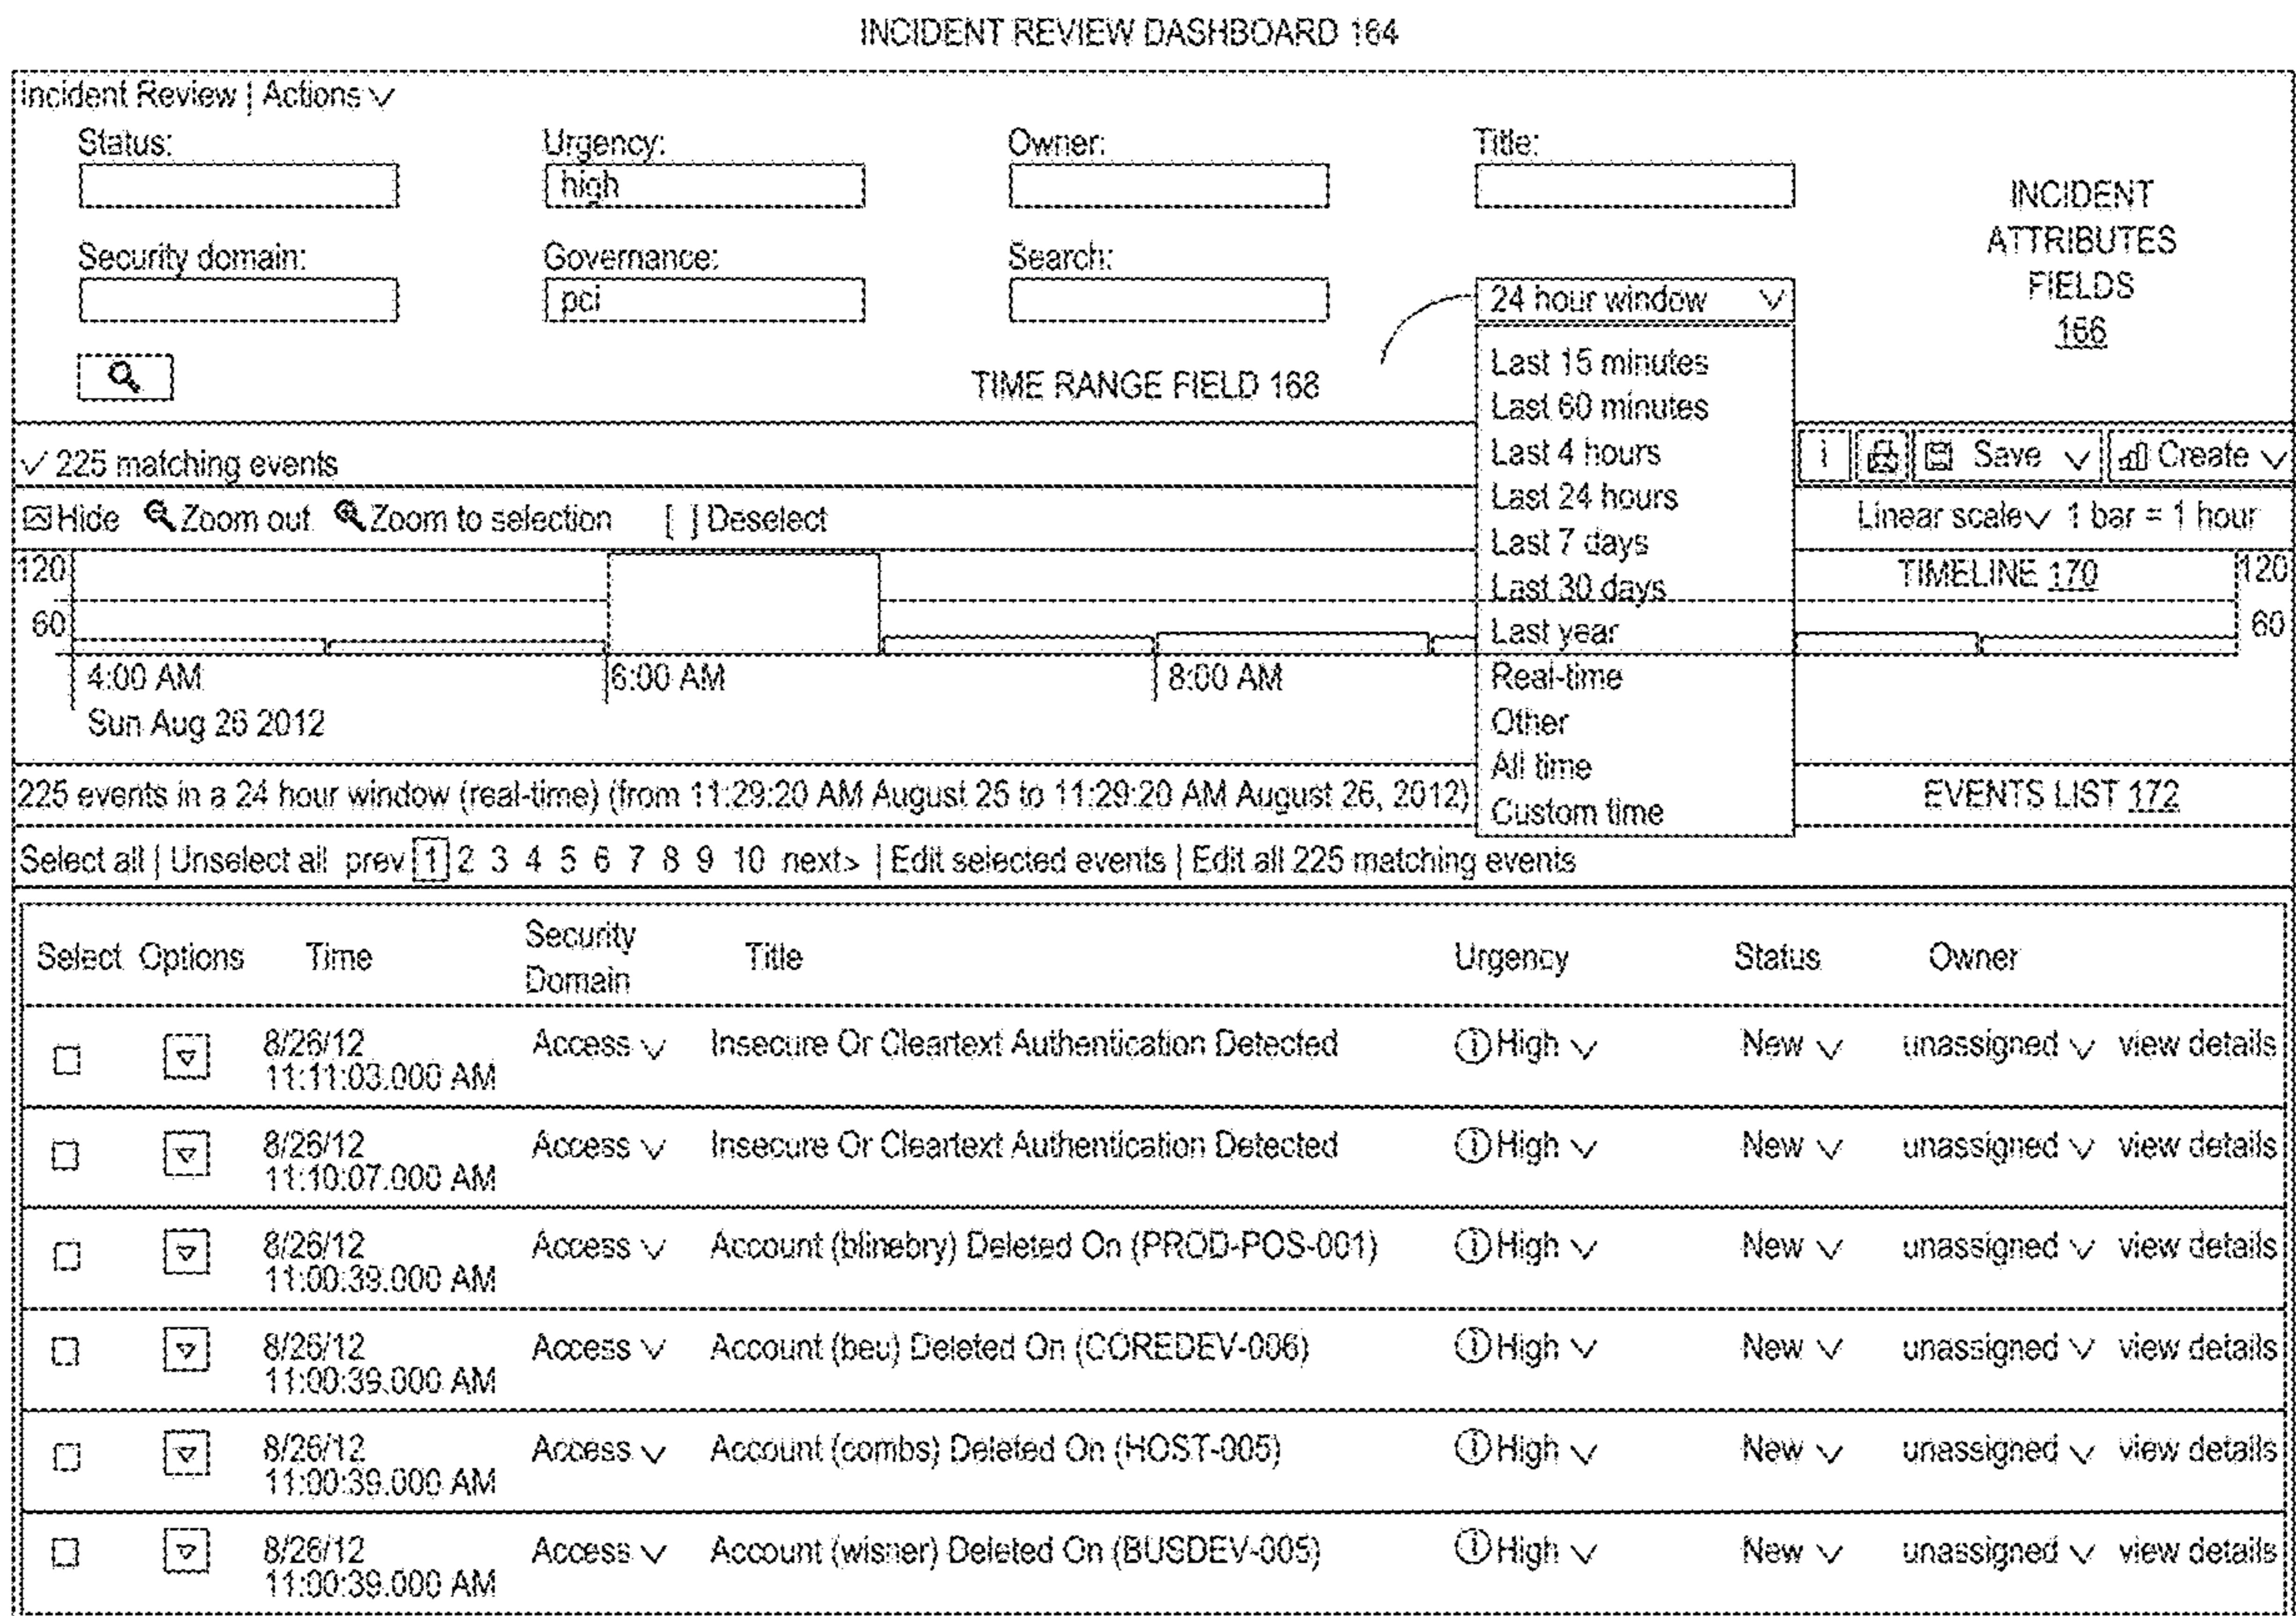 INCIDENT REVIEW DASHBOARD 164
Incident Review | Actions
Status: Urgency: Owner: Title:
high
INCIDENT
ATTRIBUTES
FIELDS
166
Security domain: Governance: Search:
pci
24 hour window
TIME RANGE FIELD 168
Last 15 minutes
Last 60 minutes
Last 4 hours
Last 24 hours
Last 7 days
Last 30 days
Last year
Real-time
Other
All time
Custom time
✓ 225 matching events
i Save Create
Hide Zoom out Zoom to selection [ ] Deselect
Linear scale 1 bar = 1 hour
120 TIMELINE 170 120
60 60
4:00 AM 6:00 AM 8:00 AM
Sun Aug 26 2012
225 events in a 24 hour window (real-time) (from 11:29:20 AM August 25 to 11:29:20 AM August 26, 2012)
EVENTS LIST 172
Select all | Unselect all prev 1 2 3 4 5 6 7 8 9 10 next> | Edit selected events | Edit all 225 matching events
Select Options Time Security Domain Title Urgency Status Owner
8/26/12 Access Insecure Or Cleartext Authentication Detected High New unassigned view details
11:11:03.000 AM
8/26/12 Access Insecure Or Cleartext Authentication Detected High New unassigned view details
11:10:07.000 AM
8/26/12 Access Account (blinebry) Deleted On (PROD-POS-001) High New unassigned view details
11:00:39.000 AM
8/26/12 Access Account (beu) Deleted On (COREDEV-006) High New unassigned view details
11:00:39.000 AM
8/26/12 Access Account (combs) Deleted On (HOST-005) High New unassigned view details
11:00:39.000 AM
8/26/12 Access Account (wisner) Deleted On (BUSDEV-005) High New unassigned view details
11:00:39.000 AM